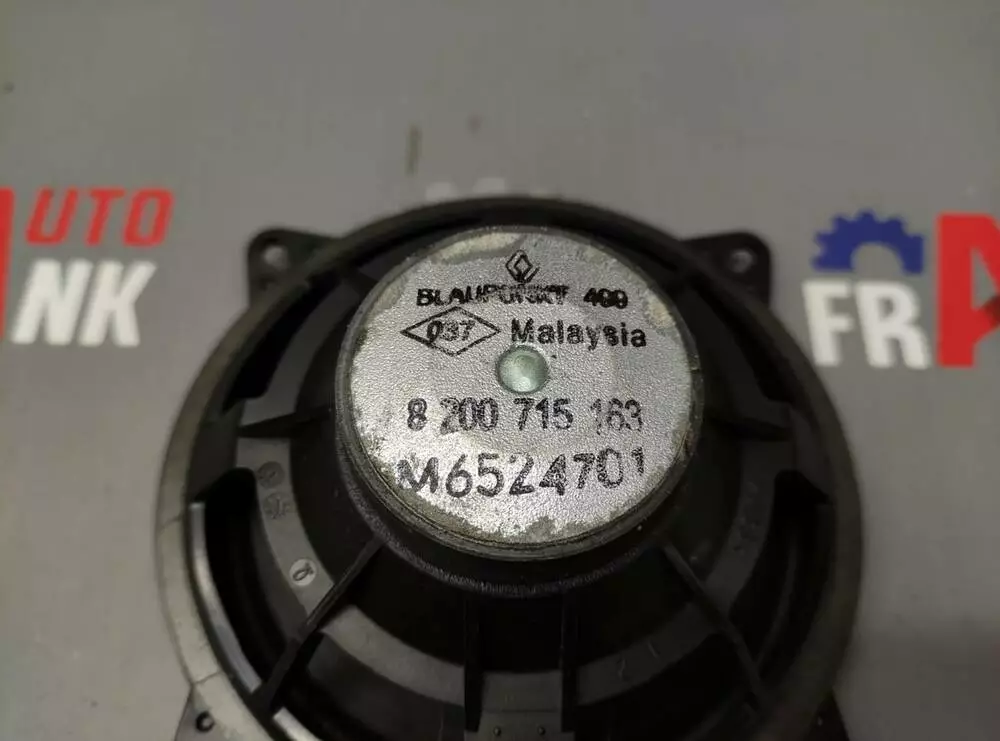 UTO
NK
FR
BLAUPUNKT 499
037 Malaysia
8 200 715 163
M6524701